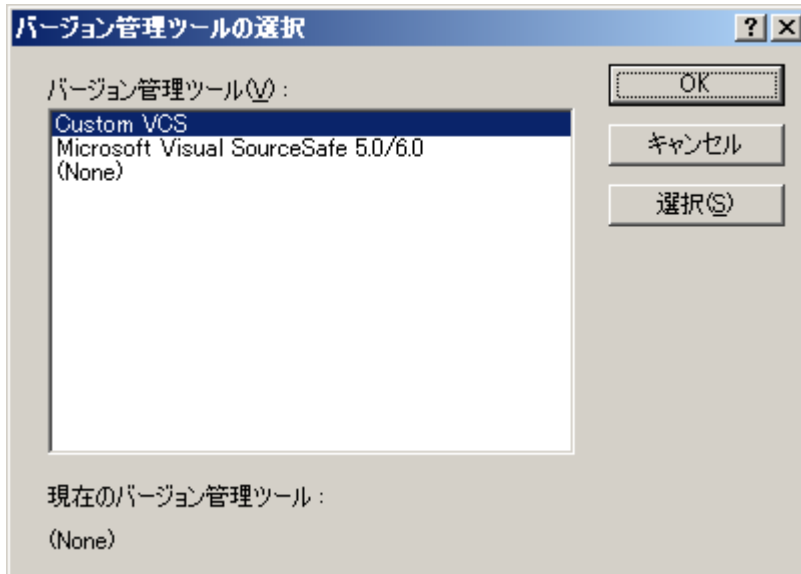 バージョン管理ツールの選択
バージョン管理ツール(V) :
Custom VCS
Microsoft Visual SourceSafe 5.0/6.0
(None)
OK
キャンセル
選択(S)
現在のバージョン管理ツール :
(None)